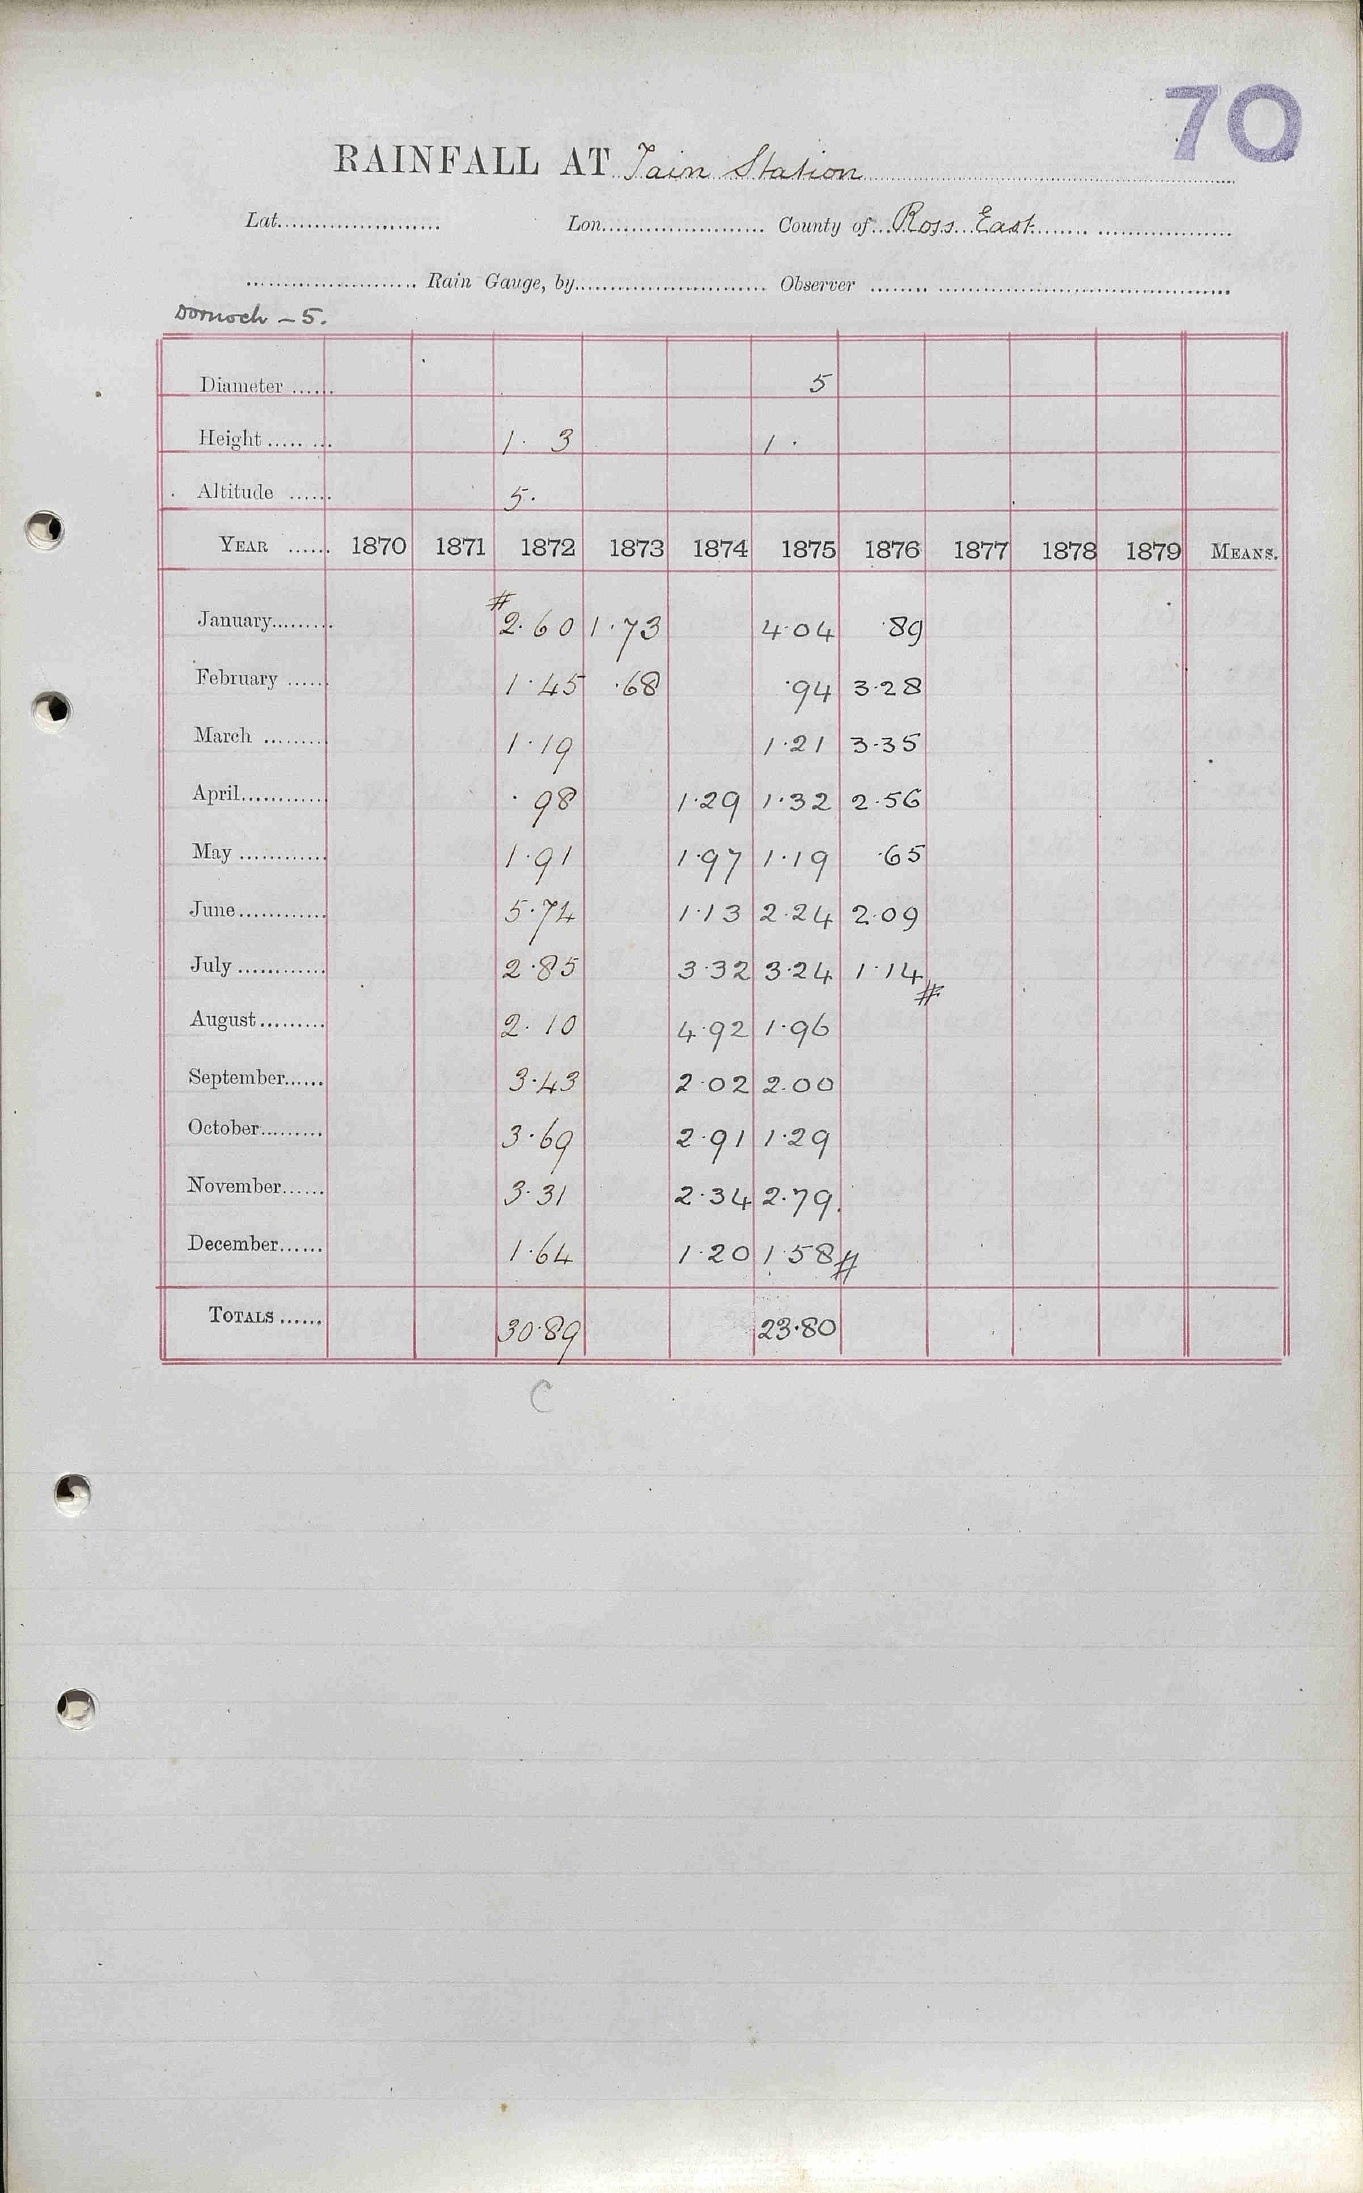 70
RAINFALL AT Tain Station
Lat. Lon. County of Ross East
Rain Gauge, by Observer
Dornoch - 5.
Diameter 5
Height 1. 3 1.
Altitude 5.
YEAR 1870 1871 1872 1873 1874 1875 1876 1877 1878 1879 MEANS.
January # 2.60 1.73 4.04 .89
February 1.45 .68 .94 3.28
March 1.19 1.21 3.35
April .98 1.29 1.32 2.56
May 1.91 1.97 1.19 .65
June 5.74 1.13 2.24 2.09
July 2.85 3.32 3.24 1.14 #
August 2.10 4.92 1.96
September 3.43 2.02 2.00
October 3.69 2.91 1.29
November 3.31 2.34 2.79
December 1.64 1.20 1.58 #
TOTALS 30.89 23.80
C